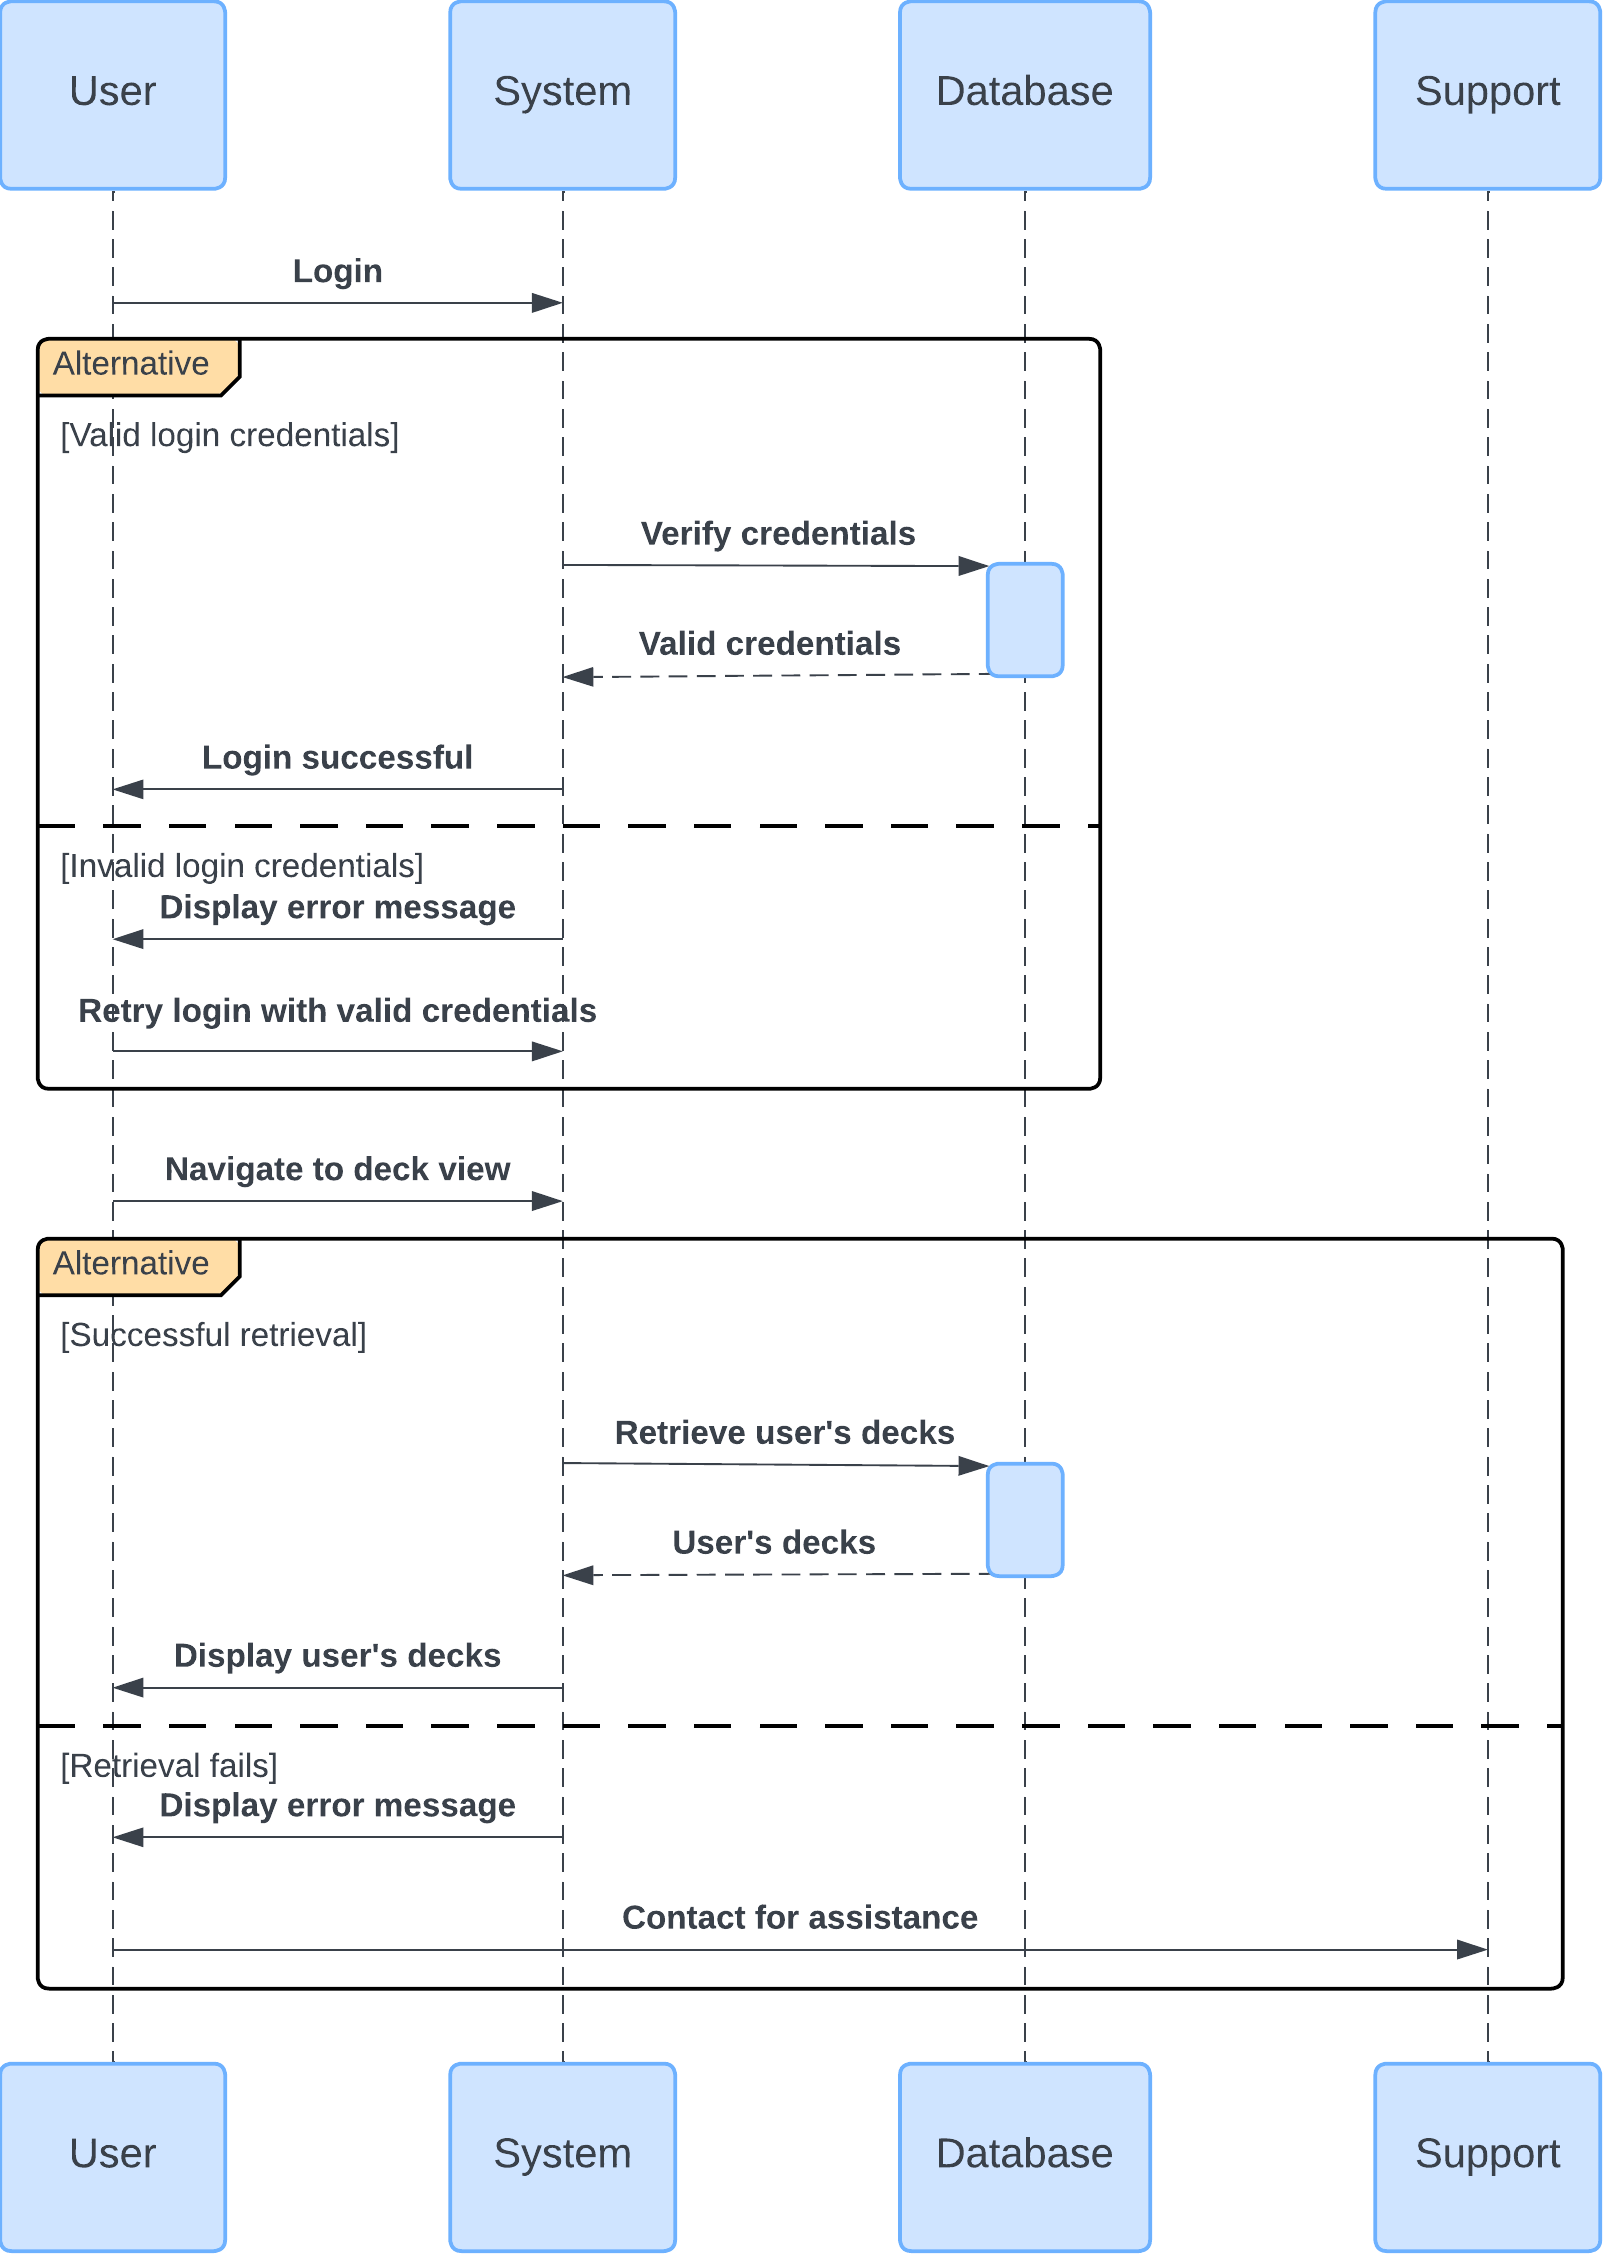 User
System
Database
Support
Login
Alternative
[Valid login credentials]
Verify credentials
Valid credentials
Login successful
[Invalid login credentials]
Display error message
Retry login with valid credentials
Navigate to deck view
Alternative
[Successful retrieval]
Retrieve user's decks
User's decks
Display user's decks
[Retrieval fails]
Display error message
Contact for assistance
User
System
Database
Support